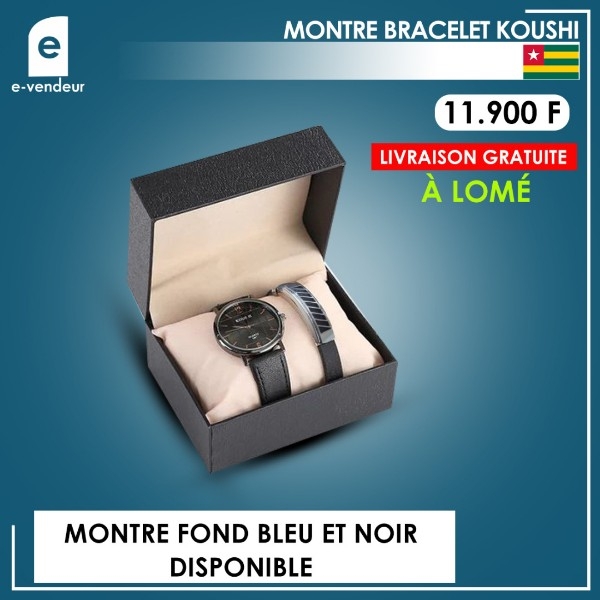 e
e-vendeur
MONTRE BRACELET KOUSHI
11.900 F
LIVRAISON GRATUITE
À LOMÉ
MONTRE FOND BLEU ET NOIR
DISPONIBLE